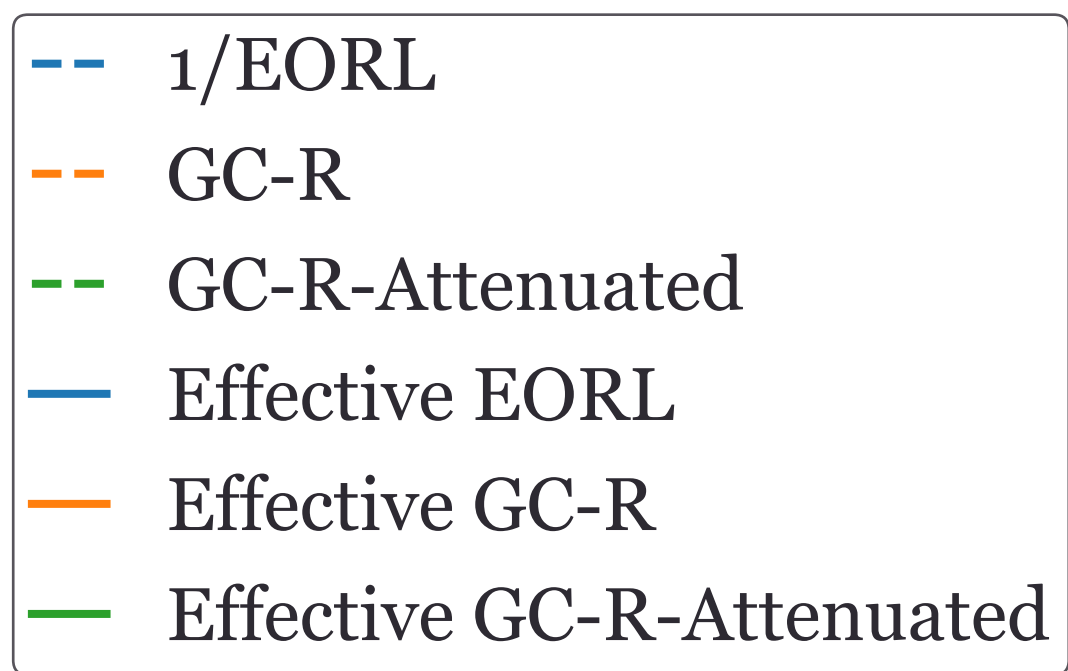 1/EORL
GC-R
GC-R-Attenuated
Effective EORL
Effective GC-R
Effective GC-R-Attenuated